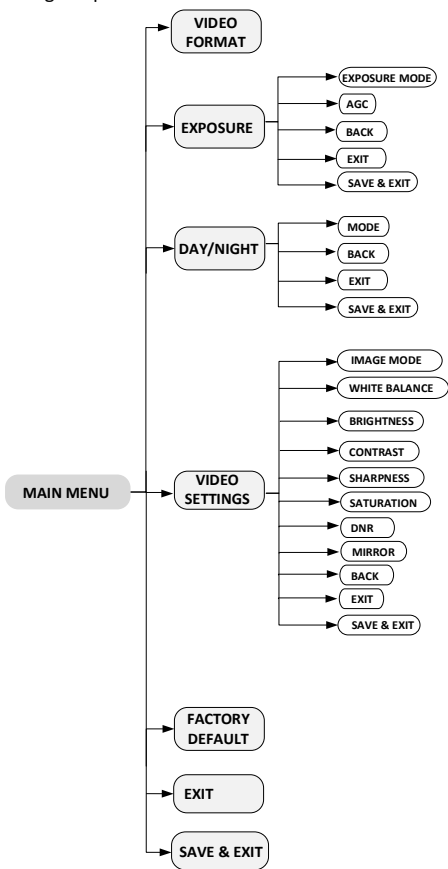 VIDEO
FORMAT
EXPOSURE
EXPOSURE MODE
AGC
BACK
EXIT
SAVE & EXIT
DAY/NIGHT
MODE
BACK
EXIT
SAVE & EXIT
MAIN MENU
VIDEO
SETTINGS
IMAGE MODE
WHITE BALANCE
BRIGHTNESS
CONTRAST
SHARPNESS
SATURATION
DNR
MIRROR
BACK
EXIT
SAVE & EXIT
FACTORY
DEFAULT
EXIT
SAVE & EXIT